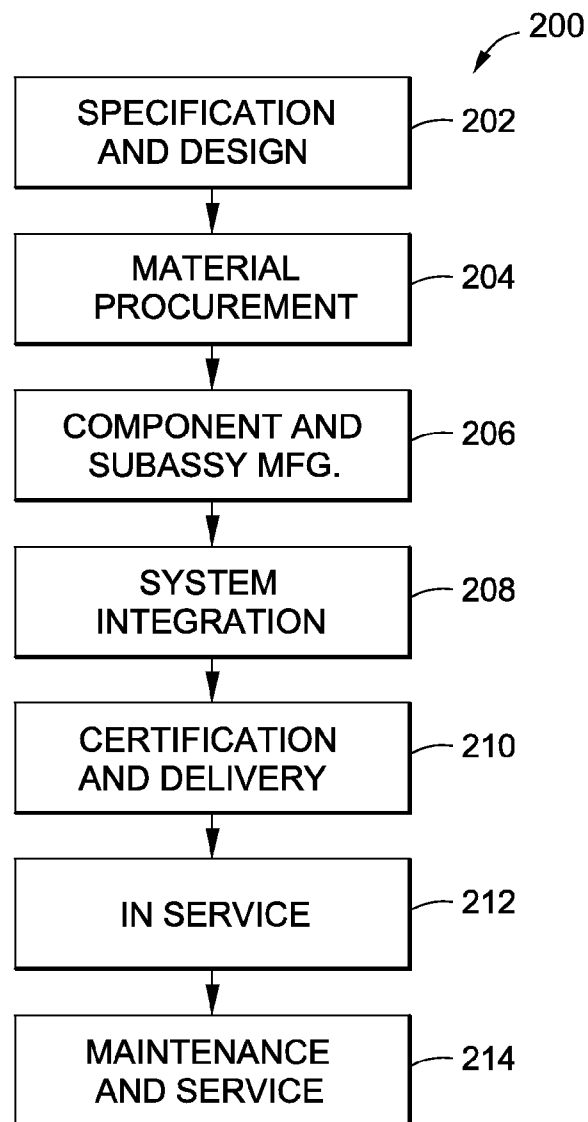 200
SPECIFICATION
AND DESIGN
202
MATERIAL
PROCUREMENT
204
COMPONENT AND
SUBASSY MFG.
206
SYSTEM
INTEGRATION
208
CERTIFICATION
AND DELIVERY
210
IN SERVICE
212
MAINTENANCE
AND SERVICE
214